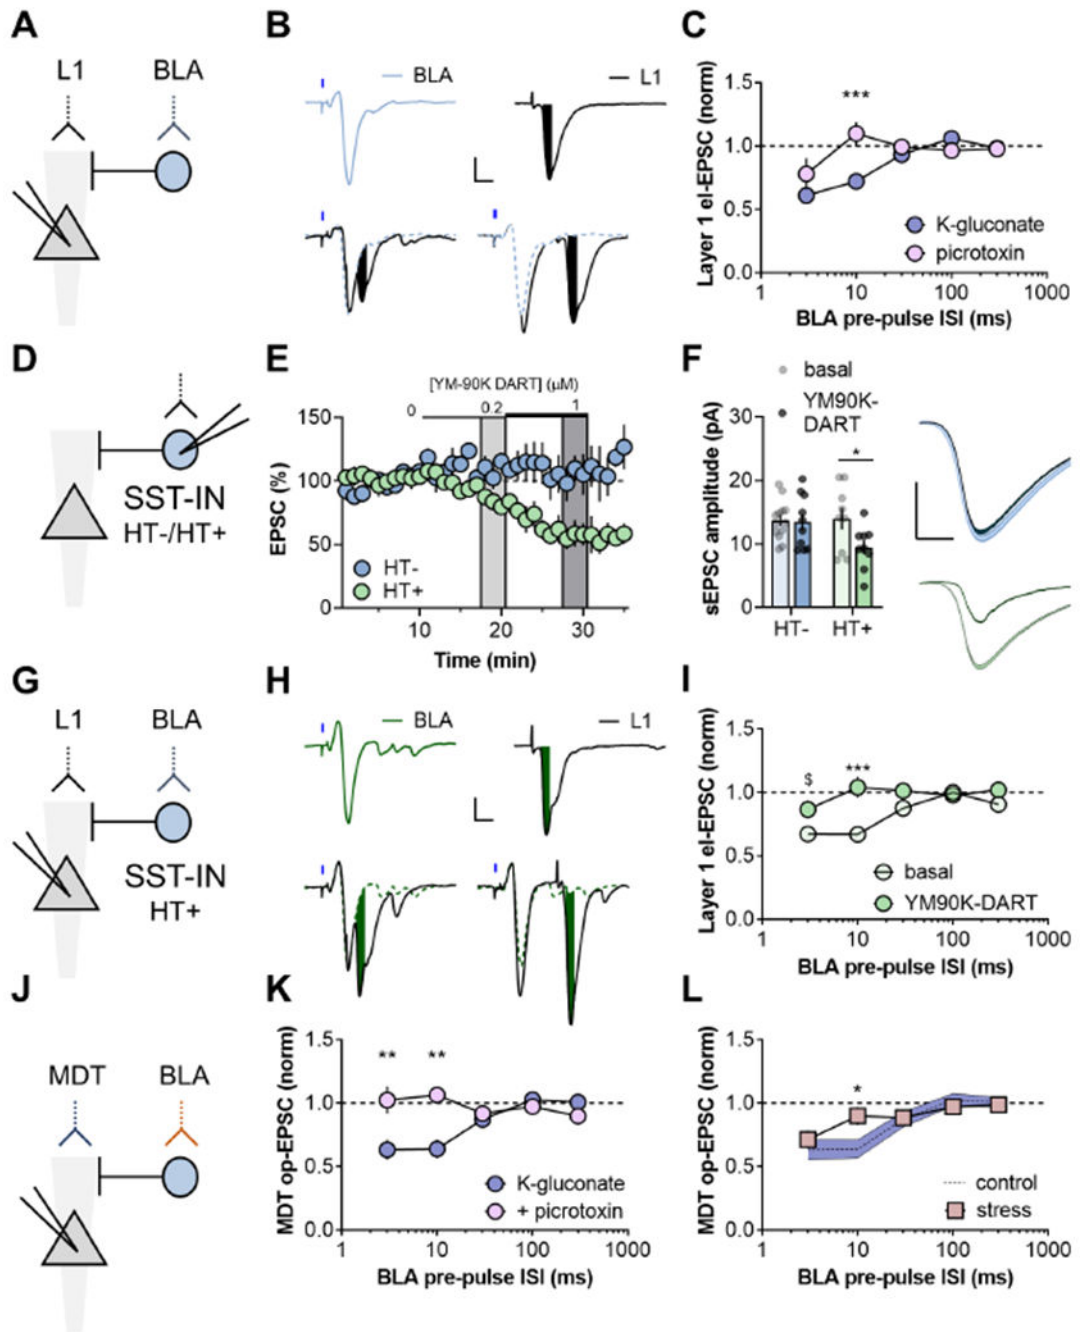 A
L1 BLA
B
BLA
L1
C
Layer 1 el-EPSC (norm)
1.5
***
1.0
0.5
0.0
K-gluconate
picrotoxin
1 10 100 1000
BLA pre-pulse ISI (ms)
D
SST-IN
HT-/HT+
E
[YM-90K DART] (μM)
0 0.2 1
EPSC (%)
150
100
50
0
HT-
HT+
10 20 30
Time (min)
F
basal
YM90K-
DART
sEPSC amplitude (pA)
30
20
10
0
*
HT- HT+
G
L1 BLA
SST-IN
HT+
H
BLA
L1
I
Layer 1 el-EPSC (norm)
1.5
$ ***
1.0
0.5
0.0
basal
YM90K-DART
1 10 100 1000
BLA pre-pulse ISI (ms)
J
MDT BLA
K
MDT op-EPSC (norm)
1.5
** **
1.0
0.5
0.0
K-gluconate
+ picrotoxin
1 10 100 1000
BLA pre-pulse ISI (ms)
L
MDT op-EPSC (norm)
1.5
*
1.0
0.5
0.0
control
stress
1 10 100 1000
BLA pre-pulse ISI (ms)